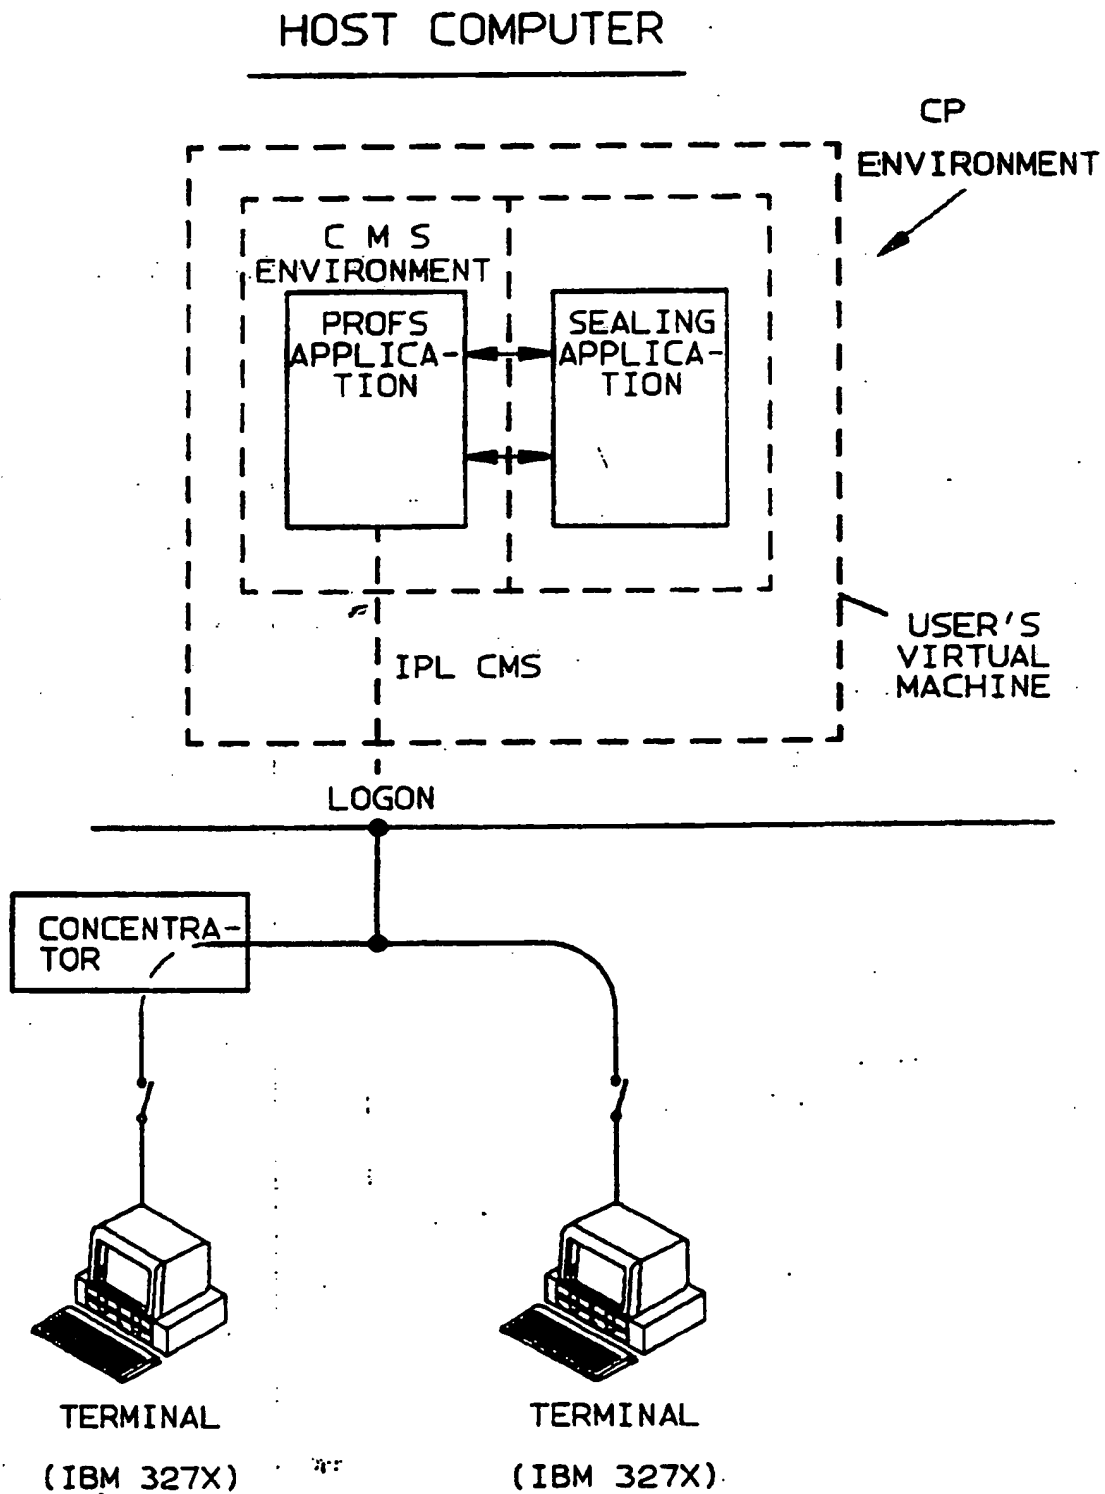 HOST COMPUTER
CP
ENVIRONMENT
C M S
ENVIRONMENT
PROFS
APPLICA-
TION
SEALING
APPLICA-
TION
USER'S
VIRTUAL
MACHINE
IPL CMS
LOGON
CONCENTRA-
TOR
TERMINAL
(IBM 327X)
TERMINAL
(IBM 327X)